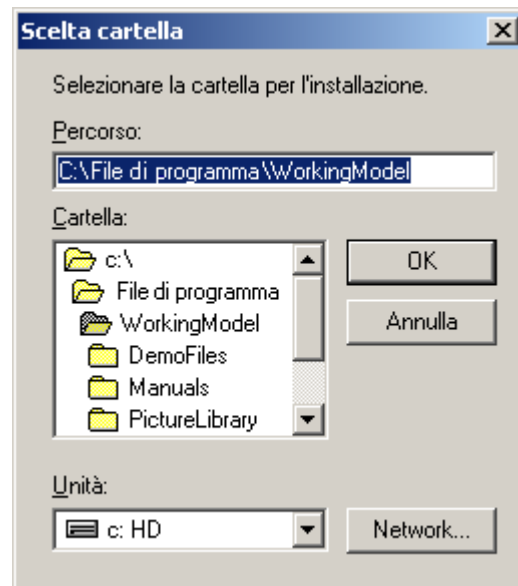 Scelta cartella
Selezionare la cartella per l'installazione.
Percorso:
C:\File di programma\WorkingModel
Cartella:
c:\
File di programma
WorkingModel
DemoFiles
Manuals
PictureLibrary
OK
Annulla
Unità:
c: HD
Network...